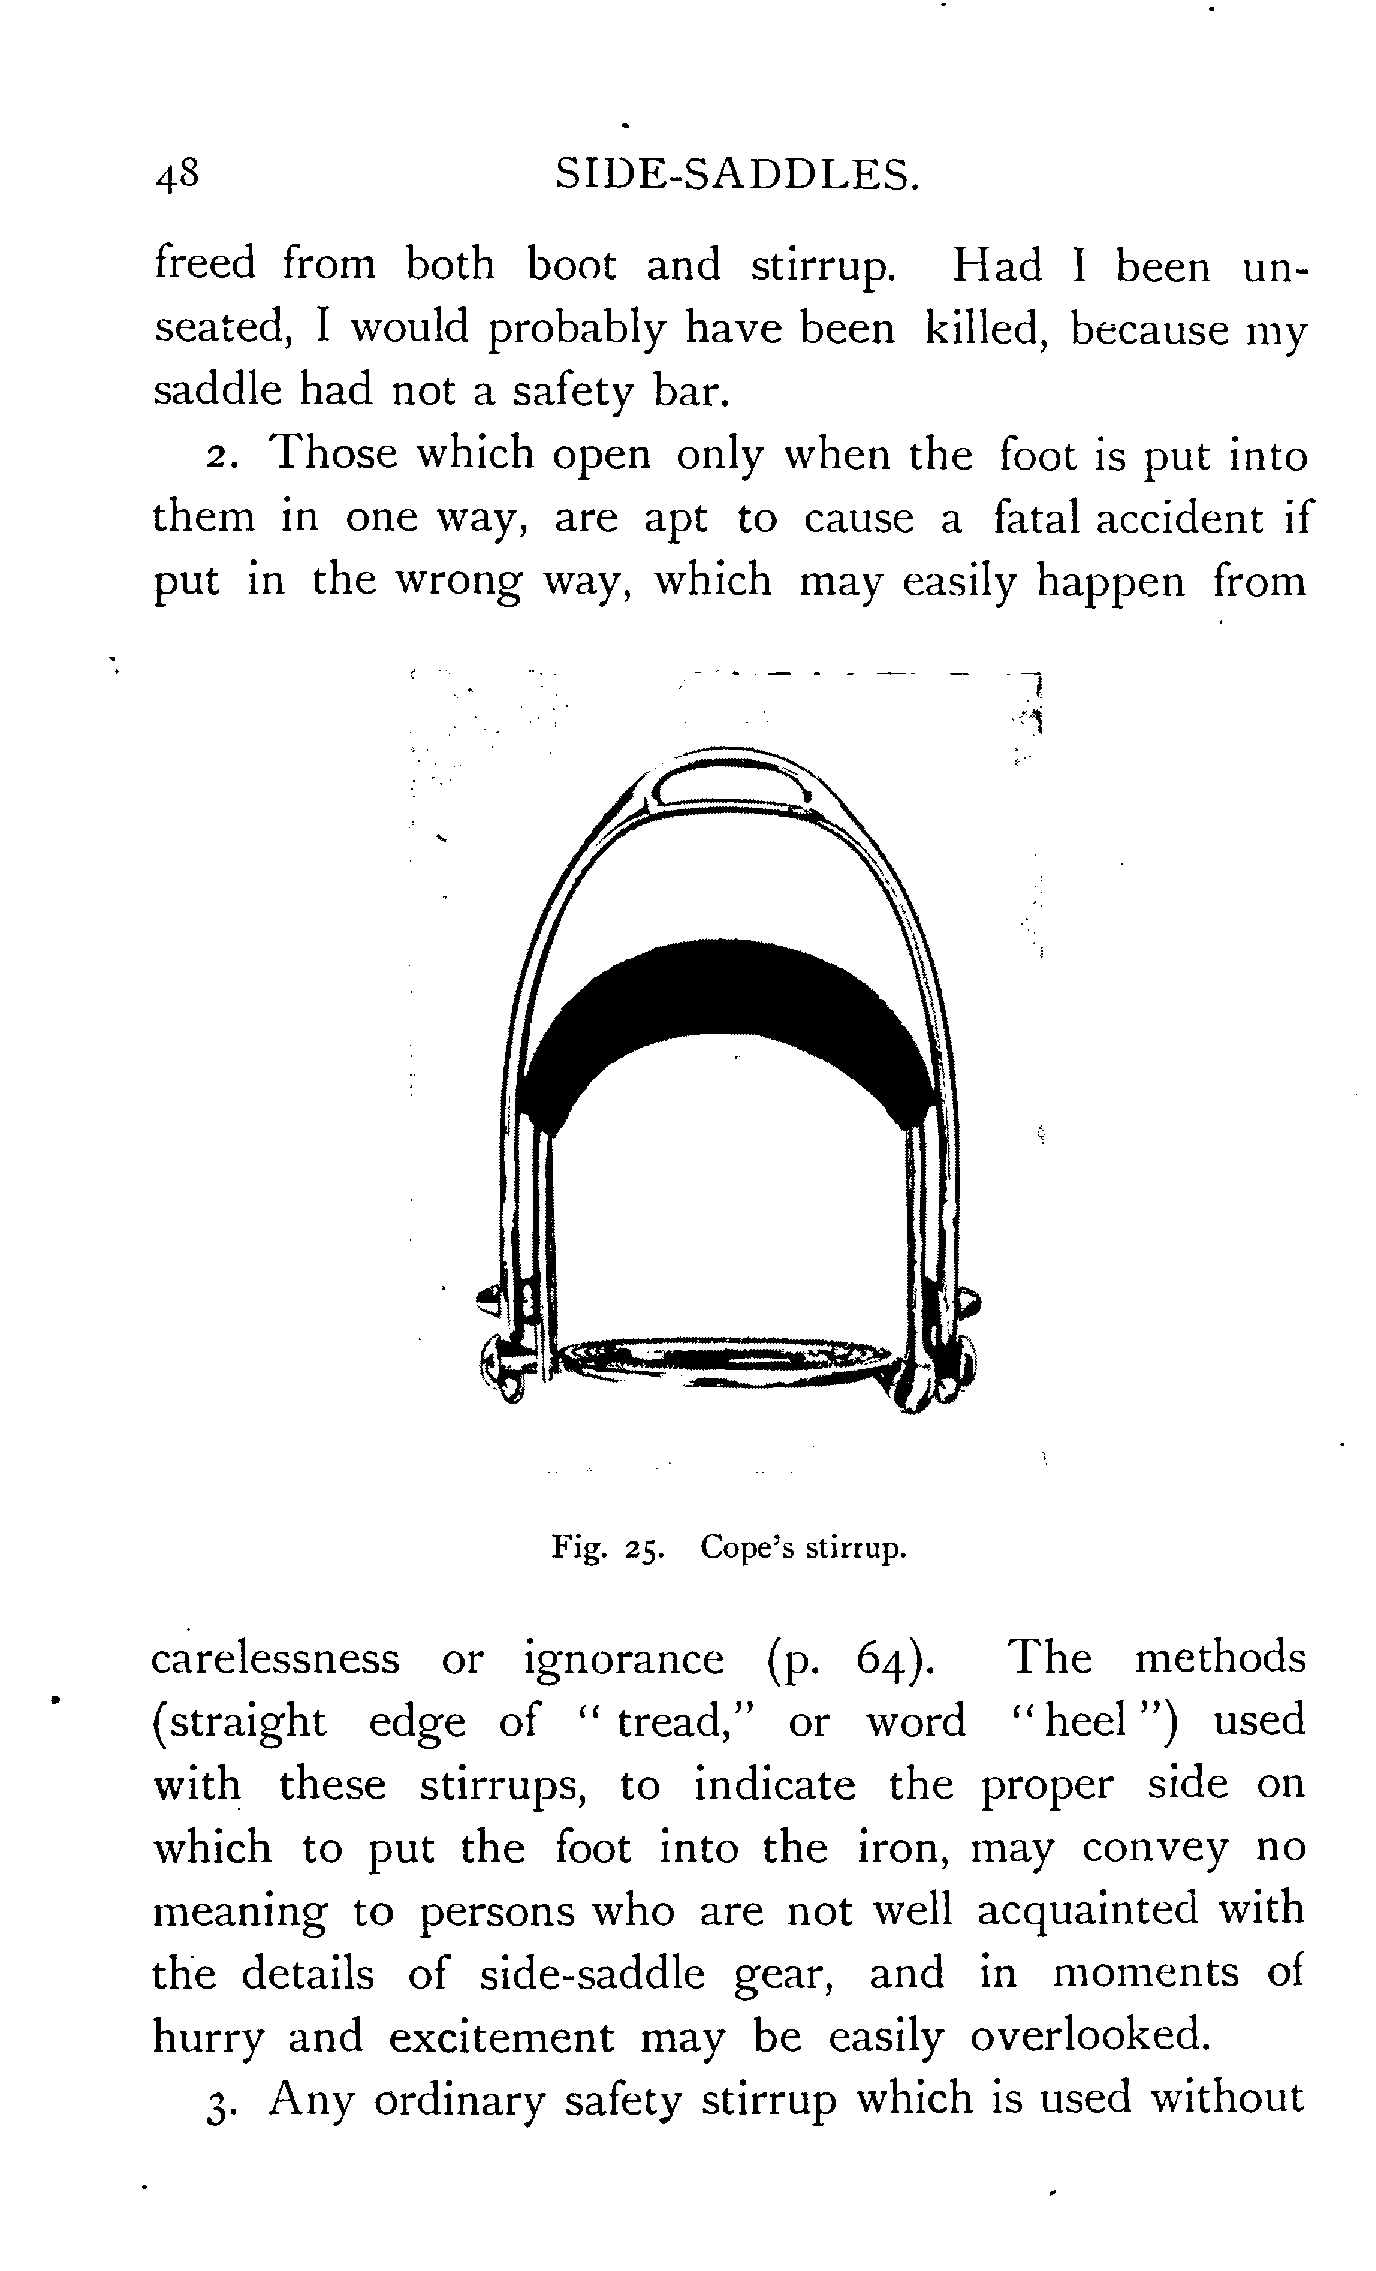 48 SIDE-SADDLES.
freed from both boot and stirrup. Had I been un-
seated, I would probably have been killed, because my
saddle had not a safety bar.
2. Those which open only when the foot is put into
them in one way, are apt to cause a fatal accident if
put in the wrong way, which may easily happen from
Fig. 25. Cope's stirrup.
carelessness or ignorance (p. 64). The methods
(straight edge of " tread," or word " heel ") used
with these stirrups, to indicate the proper side on
which to put the foot into the iron, may convey no
meaning to persons who are not well acquainted with
the details of side-saddle gear, and in moments of
hurry and excitement may be easily overlooked.
3. Any ordinary safety stirrup which is used without